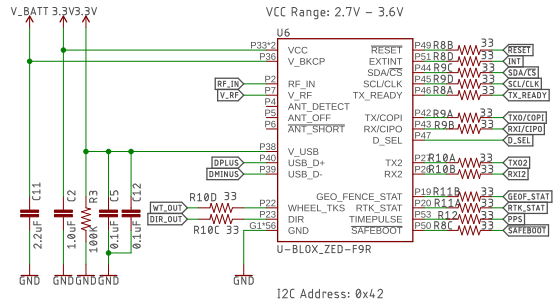 V_BATT 3.3V 3.3V
VCC Range: 2.7V - 3.6V
U6
P33*2 VCC
P36 V_BKCP
RF_IN P2 RF_IN
V_RF P7 V_RF
P4 ANT_DETECT
P5 ANT_OFF
P6 ANT_SHORT
P38 V_USB
DPLUS P40 USB_D+
DMINUS P39 USB_D-
WT_OUT R10D 33 P22 WHEEL_TKS
DIR_OUT R10C 33 P23 DIR
G1*56 GND
RESET P49 R8B 33 RESET
EXTINT P51 R8D 33 INT
SDA/CS P44 R9C 33 SDA/CS
SCL/CLK P45 R9D 33 SCL/CLK
TX_READY P46 R8A 33 TX_READY
TX/COPI P42 R9A 33 TXO/COPI
RX/CIPO P43 R9B 33 RXI/CIPO
D_SEL P47 D_SEL
TX2 P27 R10A 33 TXO2
RX2 P26 R10B 33 RXI2
GEO_FENCE_STAT P19 R11B 33 GEOF_STAT
RTK_STAT P20 R11A 33 RTK_STAT
TIMEPULSE P53 R12 33 PPS
SAFEBOOT P50 R8C 33 SAFEBOOT
U-BLOX_ZED-F9R
C11
2.2uF
C2
1.0uF
R3
100K
C5
0.1uF
C12
0.1uF
GND GND GND GND GND
I2C Address: 0x42